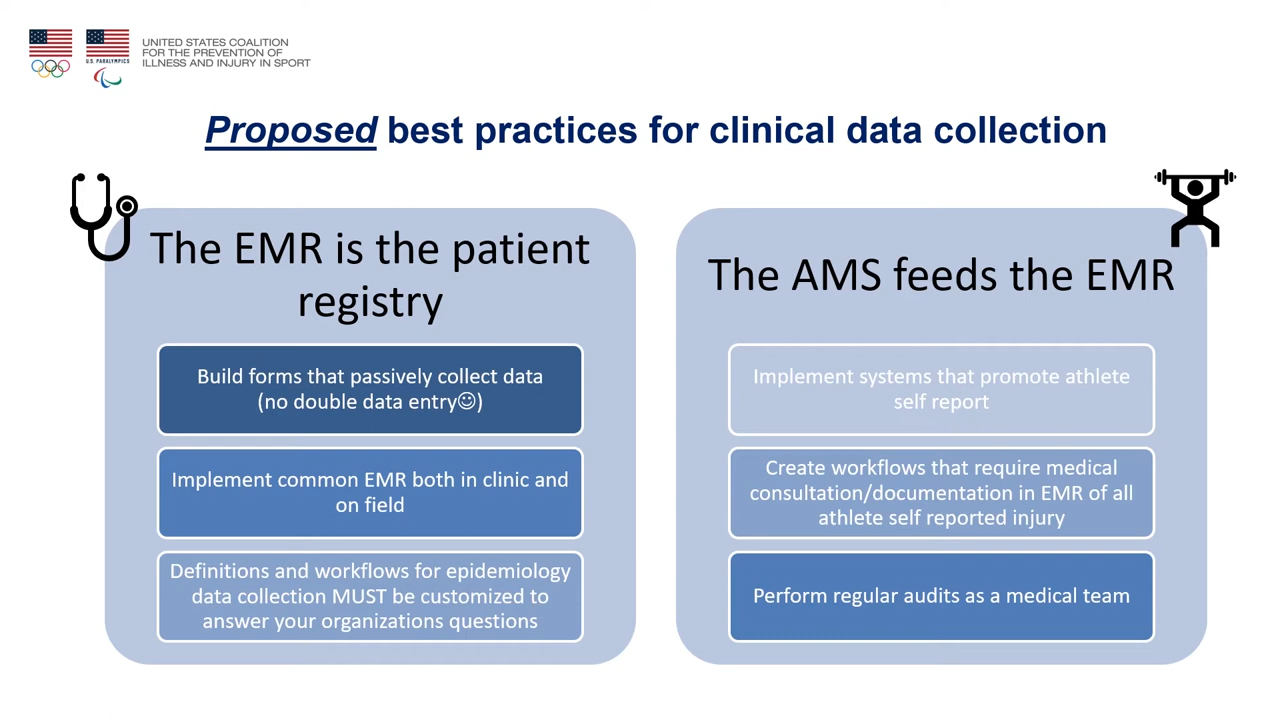 UNITED STATES COALITION
FOR THE PREVENTION OF
ILLNESS AND INJURY IN SPORT
U.S. PARALYMPICS
Proposed best practices for clinical data collection
The EMR is the patient
registry
Build forms that passively collect data
(no double data entry☺)
Implement common EMR both in clinic and
on field
Definitions and workflows for epidemiology
data collection MUST be customized to
answer your organizations questions
The AMS feeds the EMR
Implement systems that promote athlete
self report
Create workflows that require medical
consultation/documentation in EMR of all
athlete self reported injury
Perform regular audits as a medical team